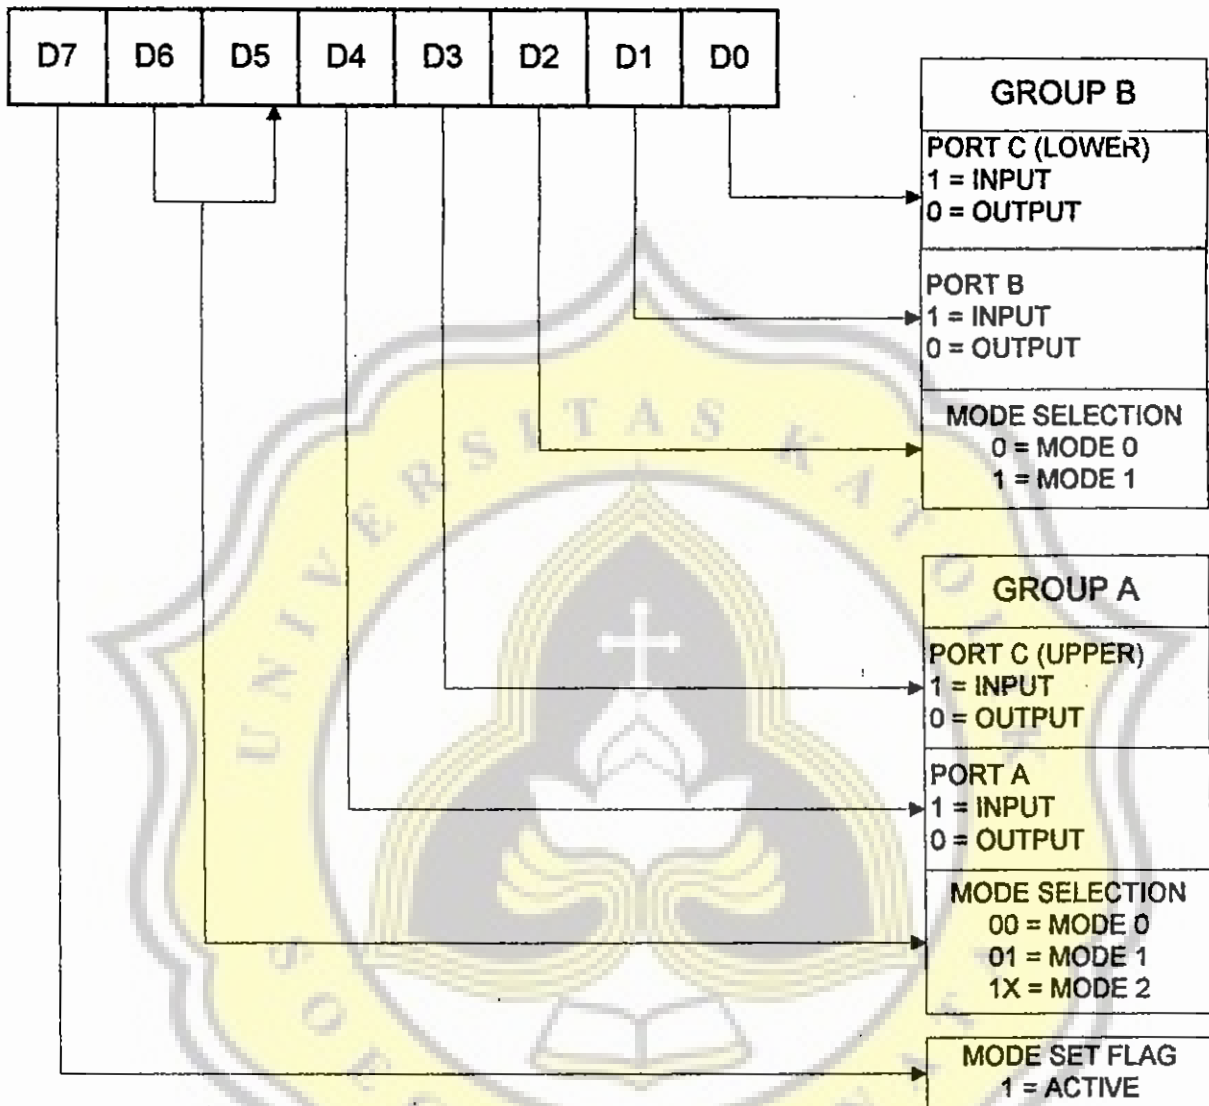 D7 D6 D5 D4 D3 D2 D1 D0
GROUP B
PORT C (LOWER)
1 = INPUT
0 = OUTPUT
PORT B
1 = INPUT
0 = OUTPUT
MODE SELECTION
0 = MODE 0
1 = MODE 1
GROUP A
PORT C (UPPER)
1 = INPUT
0 = OUTPUT
PORT A
1 = INPUT
0 = OUTPUT
MODE SELECTION
00 = MODE 0
01 = MODE 1
1X = MODE 2
MODE SET FLAG
1 = ACTIVE
UNIVERSITAS KATOLIK